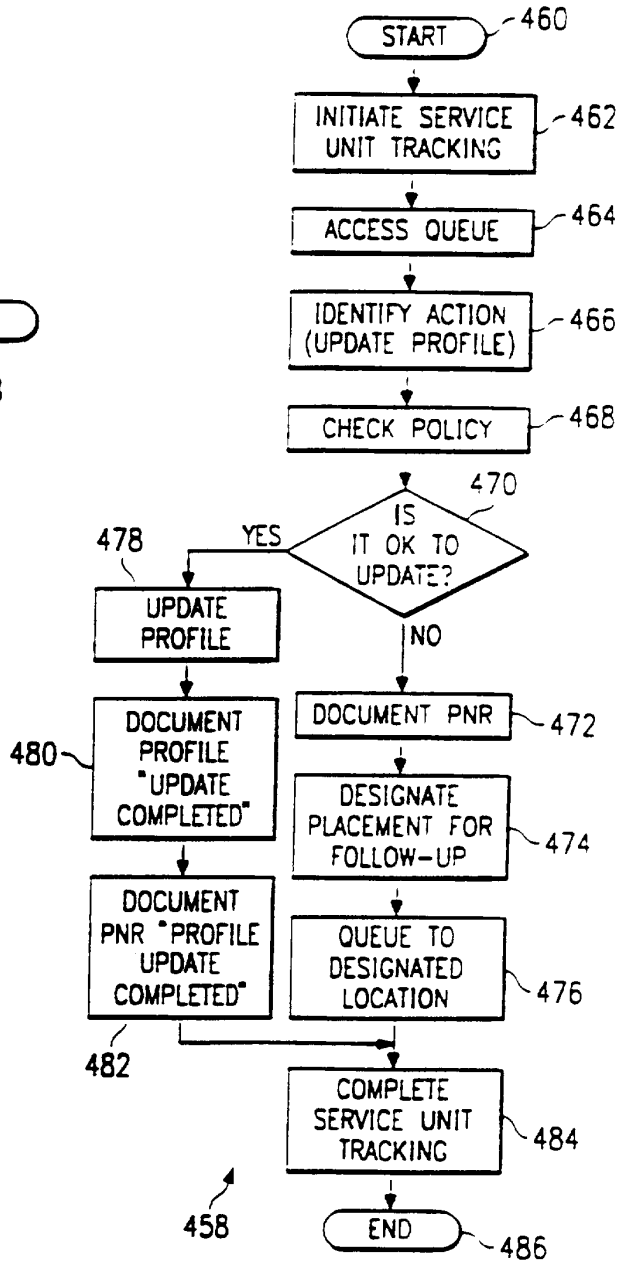 START
460
INITIATE SERVICE
UNIT TRACKING
462
ACCESS QUEUE
464
IDENTIFY ACTION
(UPDATE PROFILE)
466
CHECK POLICY
468
470
IS
IT OK TO
UPDATE?
YES
NO
478
UPDATE
PROFILE
480
DOCUMENT
PROFILE
"UPDATE
COMPLETED"
DOCUMENT
PNR "PROFILE
UPDATE
COMPLETED"
482
DOCUMENT PNR
472
DESIGNATE
PLACEMENT FOR
FOLLOW-UP
474
QUEUE TO
DESIGNATED
LOCATION
476
COMPLETE
SERVICE UNIT
TRACKING
484
458
END
486